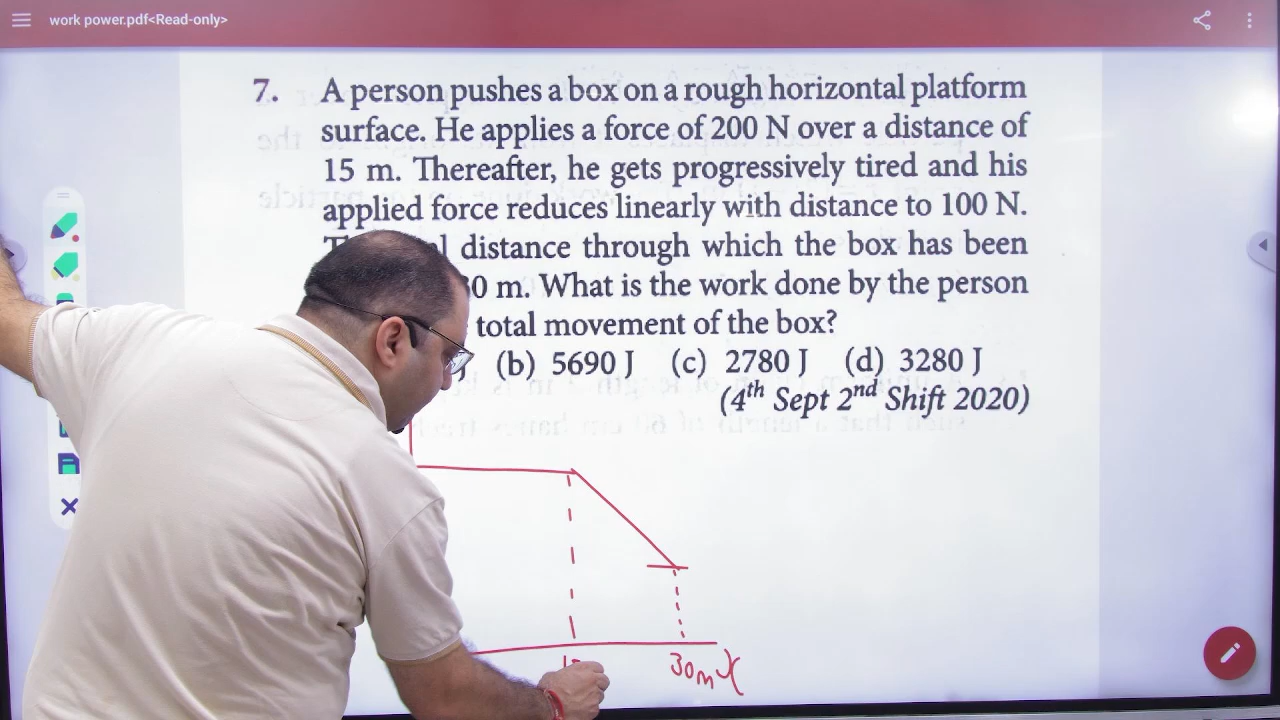 work power.pdf<Read-only>
7. A person pushes a box on a rough horizontal platform
surface. He applies a force of 200 N over a distance of
15 m. Thereafter, he gets progressively tired and his
applied force reduces linearly with distance to 100 N.
distance through which the box has been
m. What is the work done by the person
total movement of the box?
(b) 5690 J (c) 2780 J (d) 3280 J
(4th Sept 2nd Shift 2020)
30m x